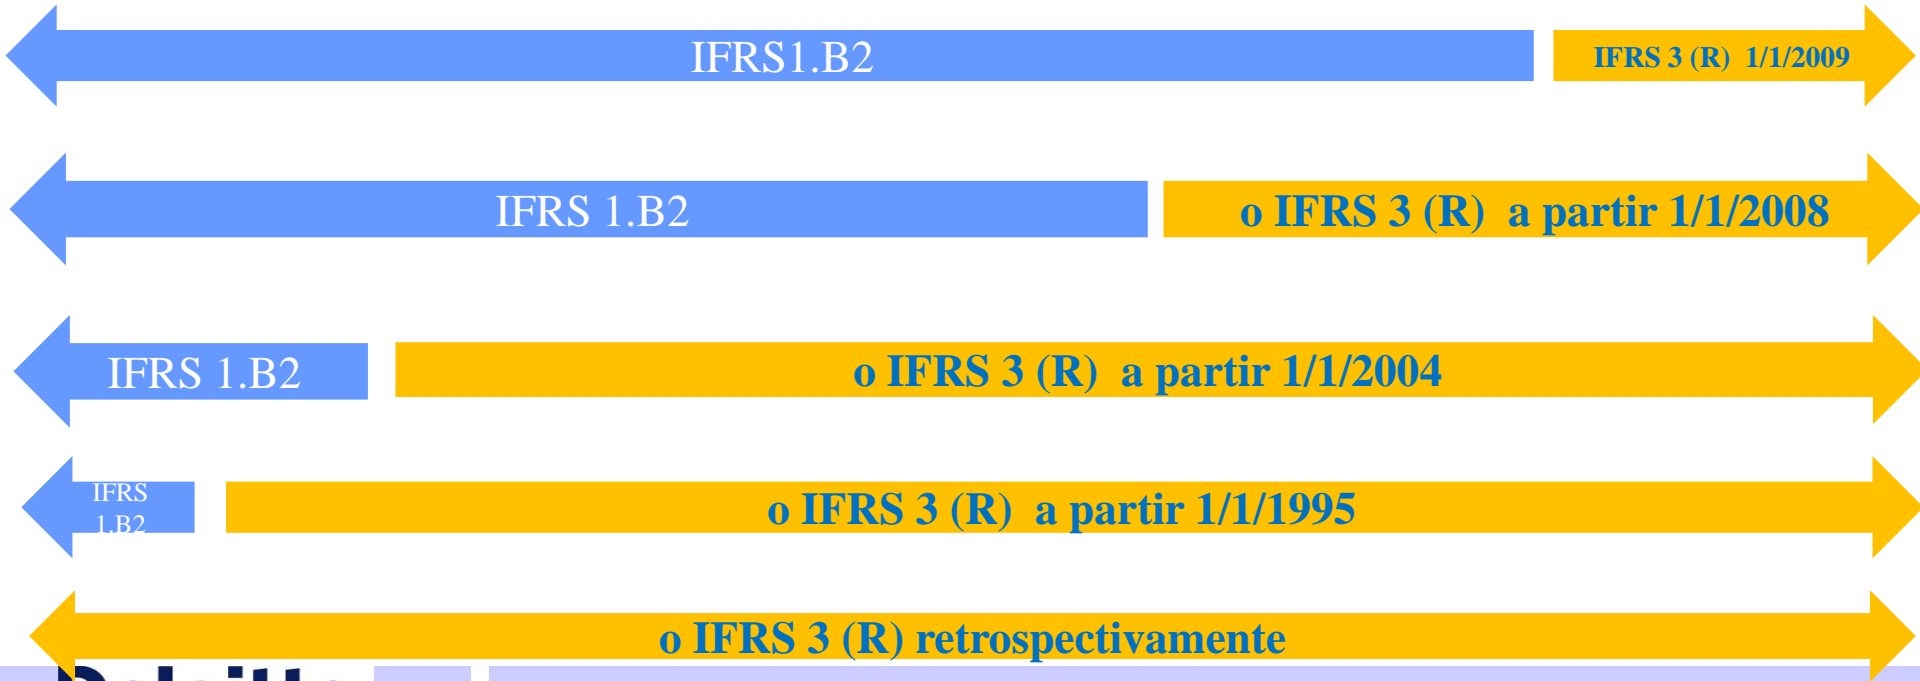 IFRS1.B2 IFRS 3 (R) 1/1/2009
IFRS 1.B2 o IFRS 3 (R) a partir 1/1/2008
IFRS 1.B2 o IFRS 3 (R) a partir 1/1/2004
IFRS
1.B2
o IFRS 3 (R) a partir 1/1/1995
o IFRS 3 (R) retrospectivamente
Deloitte